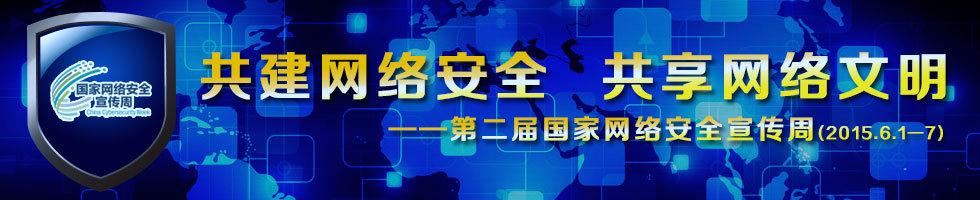 国家网络安全
宣传周
China Cybersecurity Week
共建网络安全 共享网络文明
——第二届国家网络安全宣传周(2015.6.1—7)